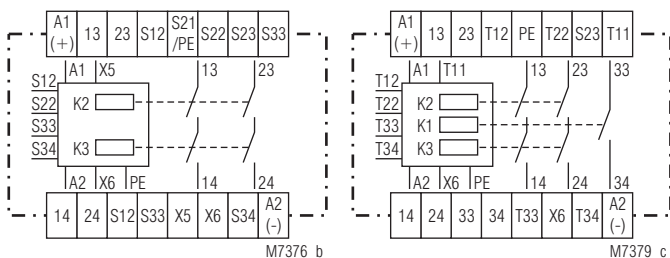 A1 (+) 13 23 S12 S21 /PE S22 S23 S33
A1 X5 13 23
S12
S22
S33
S34
K2
K3
A2 X6 PE 14 24
14 24 S12 S33 X5 X6 S34 A2 (-)
M7376 b
A1 (+) 13 23 T12 PE T22 S23 T11
A1 T11 13 23 33
T12
T22
T33
T34
K2
K1
K3
A2 X6 PE 14 24 34
14 24 33 34 T33 X6 T34 A2 (-)
M7379 c